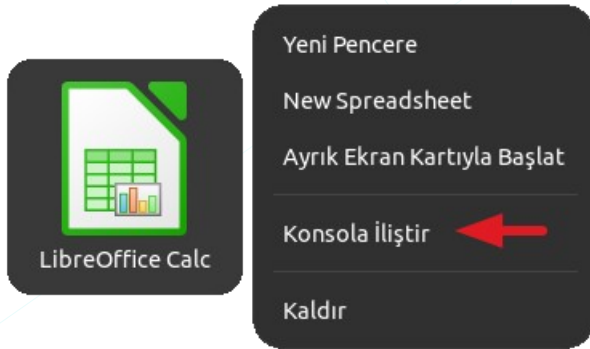 LibreOffice Calc
Yeni Pencere
New Spreadsheet
Ayrık Ekran Kartıyla Başlat
Konsola İliştir
Kaldır